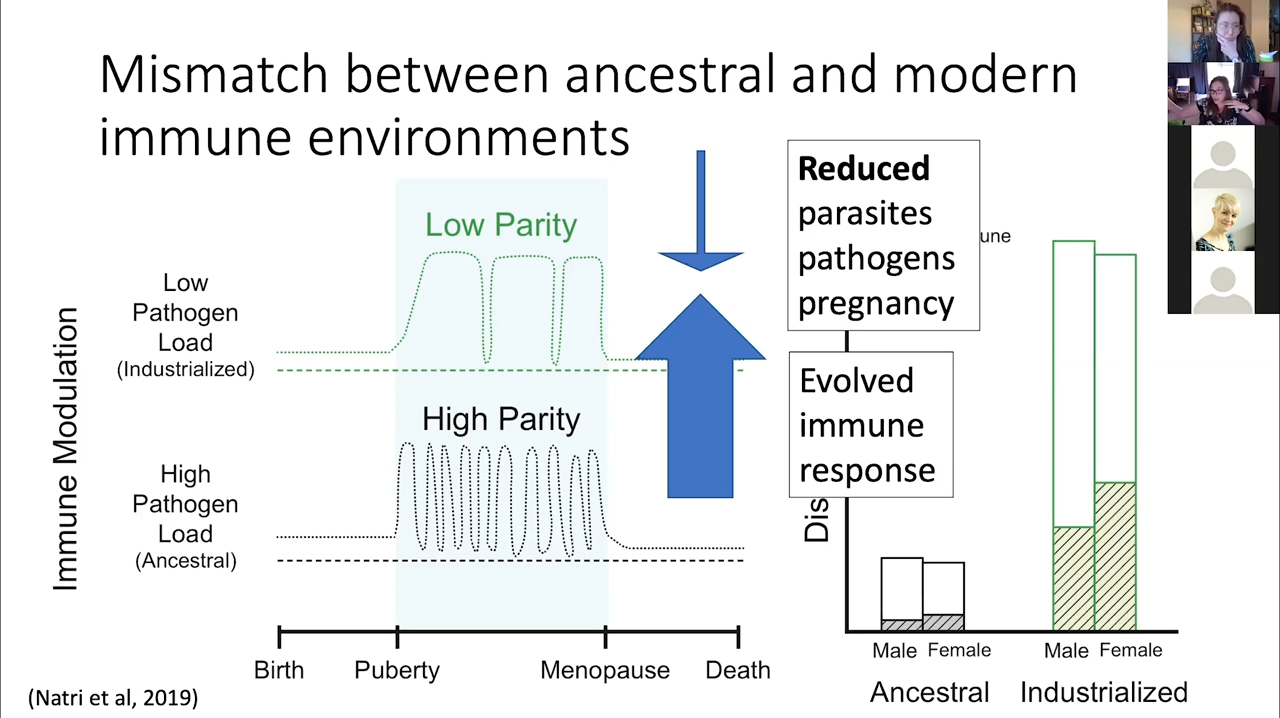 Mismatch between ancestral and modern
immune environments
Low Parity
Low
Pathogen
Load
(Industrialized)
High Parity
High
Pathogen
Load
(Ancestral)
Immune Modulation
Birth
Puberty
Menopause
Death
(Natri et al, 2019)
Reduced
parasites
pathogens
pregnancy
une
Evolved
immune
response
Dis
Male
Female
Male
Female
Ancestral
Industrialized